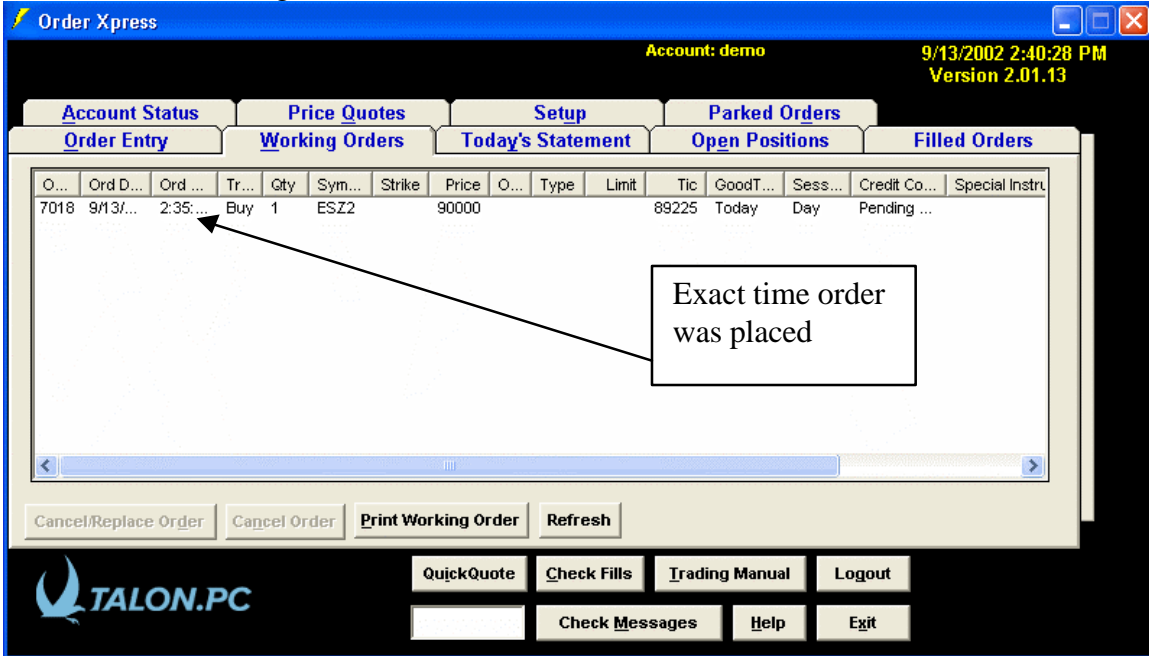 Order Xpress
Account: demo
9/13/2002 2:40:28 PM
Version 2.01.13
Account Status Price Quotes Setup Parked Orders
Order Entry Working Orders Today's Statement Open Positions Filled Orders
O... Ord D... Ord ... Tr... Qty Sym... Strike Price O... Type Limit Tic GoodT... Sess... Credit Co... Special Instru
7018 9/13/... 2:35:... Buy 1 ESZ2 90000 89225 Today Day Pending ...
Exact time order
was placed
Cancel/Replace Order Cancel Order Print Working Order Refresh
QuickQuote Check Fills Trading Manual Logout
TALON.PC
Check Messages Help Exit